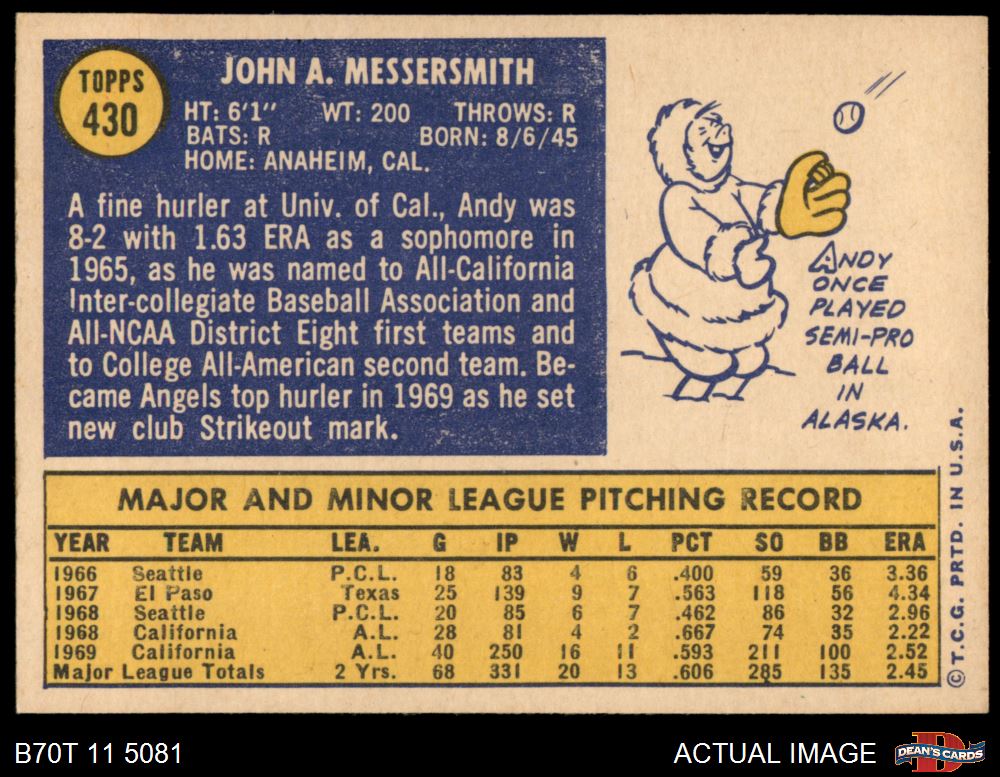 TOPPS
430
JOHN A. MESSERSMITH
HT: 6'1" WT: 200 THROWS: R
BATS: R BORN: 8/6/45
HOME: ANAHEIM, CAL.
A fine hurler at Univ. of Cal., Andy was
8-2 with 1.63 ERA as a sophomore in
1965, as he was named to All-California
Inter-collegiate Baseball Association and
All-NCAA District Eight first teams and
to College All-American second team. Be-
came Angels top hurler in 1969 as he set
new club Strikeout mark.
ANDY
ONCE
PLAYED
SEMI-PRO
BALL
IN
ALASKA.
MAJOR AND MINOR LEAGUE PITCHING RECORD
YEAR TEAM LEA. G IP W L PCT SO BB ERA
1966 Seattle P.C.L. 18 83 4 6 .400 59 36 3.36
1967 El Paso Texas 25 139 9 7 .563 118 56 4.34
1968 Seattle P.C.L. 20 85 6 7 .462 86 32 2.96
1968 California A.L. 28 81 4 2 .667 74 35 2.22
1969 California A.L. 40 250 16 11 .593 211 100 2.52
Major League Totals 2 Yrs. 68 331 20 13 .606 285 135 2.45
© T.C.G. PRTD. IN U.S.A.
B70T 11 5081
ACTUAL IMAGE
D
DEAN'S CARDS